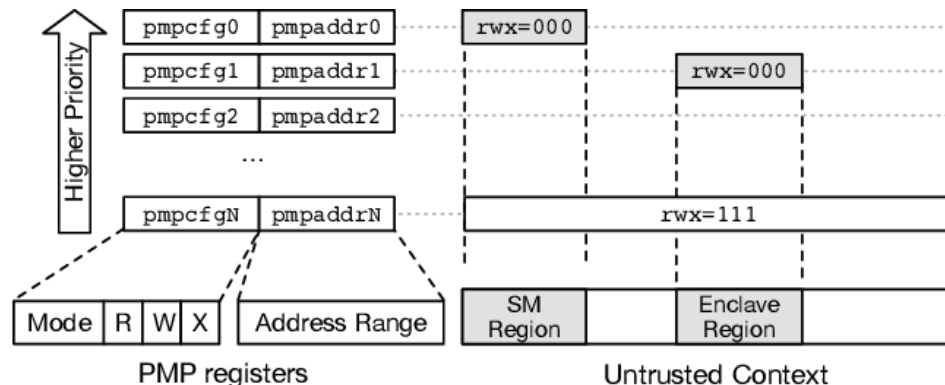 Higher Priority
pmpcfg0 pmpaddr0 rwx=000
pmpcfg1 pmpaddr1 rwx=000
pmpcfg2 pmpaddr2
...
pmpcfgN pmpaddrN rwx=111
Mode R W X Address Range
SM Region
Enclave Region
PMP registers
Untrusted Context